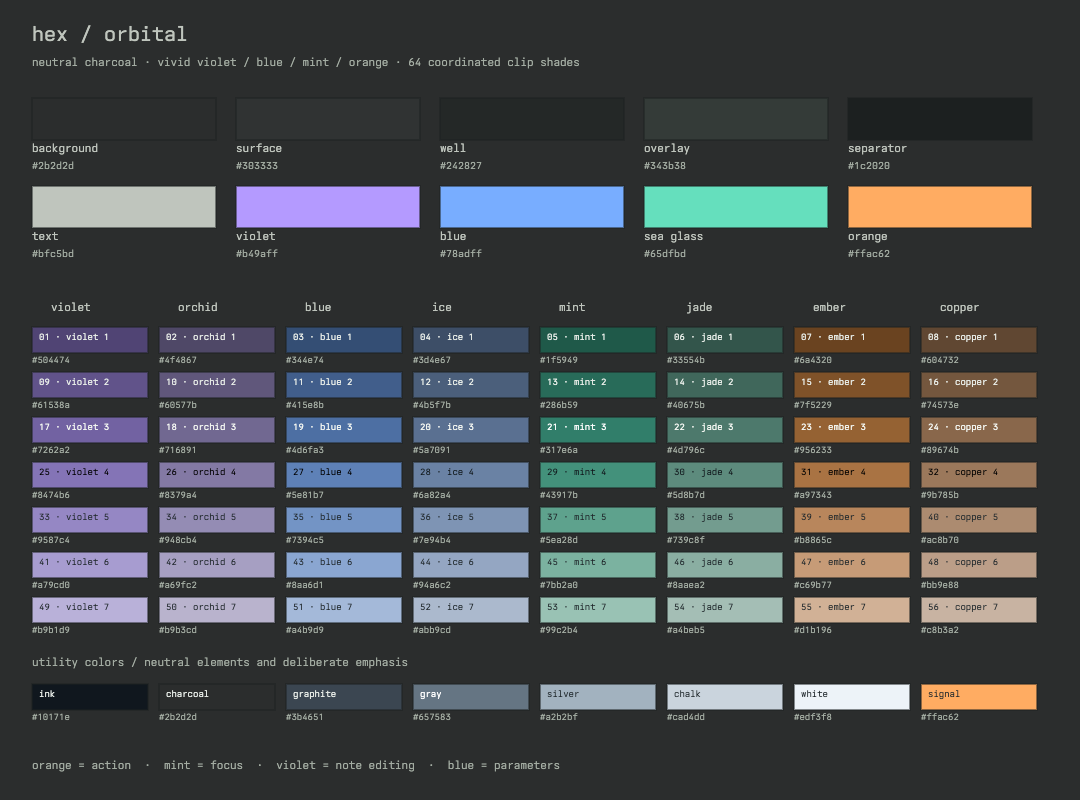 hex / orbital
neutral charcoal · vivid violet / blue / mint / orange · 64 coordinated clip shades
background surface well overlay separator
#2b2d2d #303333 #242827 #343b38 #1c2020
text violet blue sea glass orange
#bfc5bd #b49aff #78adff #65dfbd #ffac62
violet orchid blue ice mint jade ember copper
01 · violet 1 02 · orchid 1 03 · blue 1 04 · ice 1 05 · mint 1 06 · jade 1 07 · ember 1 08 · copper 1
#504474 #4f4867 #344e74 #3d4e67 #1f5949 #33554b #6a4320 #604732
09 · violet 2 10 · orchid 2 11 · blue 2 12 · ice 2 13 · mint 2 14 · jade 2 15 · ember 2 16 · copper 2
#61538a #60577b #415e8b #4b5f7b #286b59 #40675b #7f5229 #74573e
17 · violet 3 18 · orchid 3 19 · blue 3 20 · ice 3 21 · mint 3 22 · jade 3 23 · ember 3 24 · copper 3
#7262a2 #716891 #4d6fa3 #5a7091 #317e6a #4d796c #956233 #89674b
25 · violet 4 26 · orchid 4 27 · blue 4 28 · ice 4 29 · mint 4 30 · jade 4 31 · ember 4 32 · copper 4
#8474b6 #8379a4 #5e81b7 #6a82a4 #43917b #5d8b7d #a97343 #9b785b
33 · violet 5 34 · orchid 5 35 · blue 5 36 · ice 5 37 · mint 5 38 · jade 5 39 · ember 5 40 · copper 5
#9587c4 #948cb4 #7394c5 #7e94b4 #5ea28d #739c8f #b8865c #ac8b70
41 · violet 6 42 · orchid 6 43 · blue 6 44 · ice 6 45 · mint 6 46 · jade 6 47 · ember 6 48 · copper 6
#a79cd0 #a69fc2 #8aa6d1 #94a6c2 #7bb2a0 #8aaea2 #c69b77 #bb9e88
49 · violet 7 50 · orchid 7 51 · blue 7 52 · ice 7 53 · mint 7 54 · jade 7 55 · ember 7 56 · copper 7
#b9b1d9 #b9b3cd #a4b9d9 #abb9cd #99c2b4 #a4beb5 #d1b196 #c8b3a2
utility colors / neutral elements and deliberate emphasis
ink charcoal graphite gray silver chalk white signal
#10171e #2b2d2d #3b4651 #657583 #a2b2bf #cad4dd #edf3f8 #ffac62
orange = action · mint = focus · violet = note editing · blue = parameters